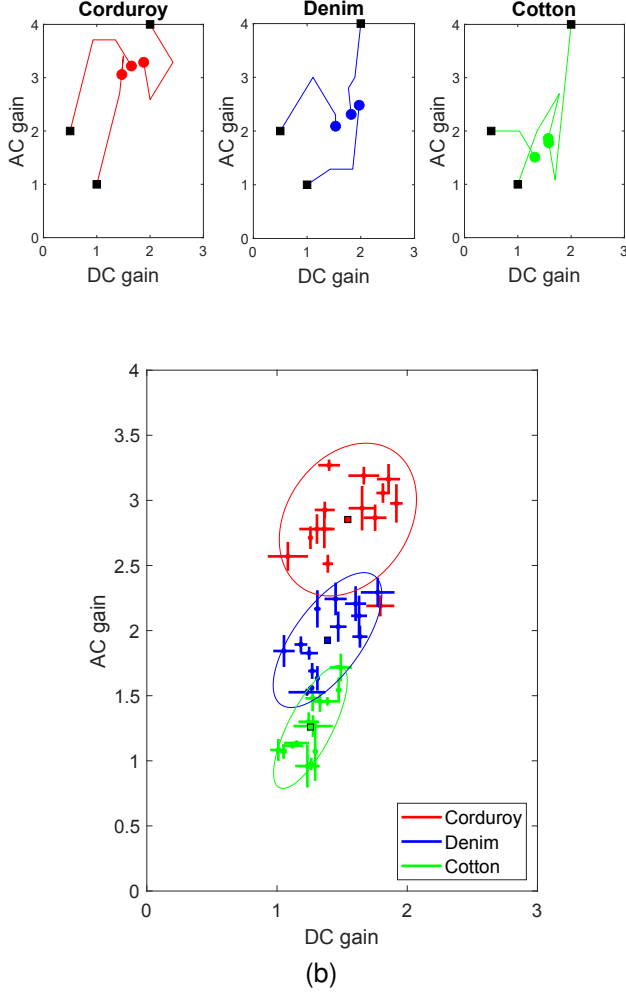 Corduroy Denim Cotton
4 4 4
3 3 3
2 2 2
1 1 1
0 0 0
AC gain AC gain AC gain
0 1 2 3 0 1 2 3 0 1 2 3
DC gain DC gain DC gain
4
3.5
3
2.5
2
1.5
1
0.5
0
AC gain
Corduroy
Denim
Cotton
0 1 2 3
DC gain
(b)